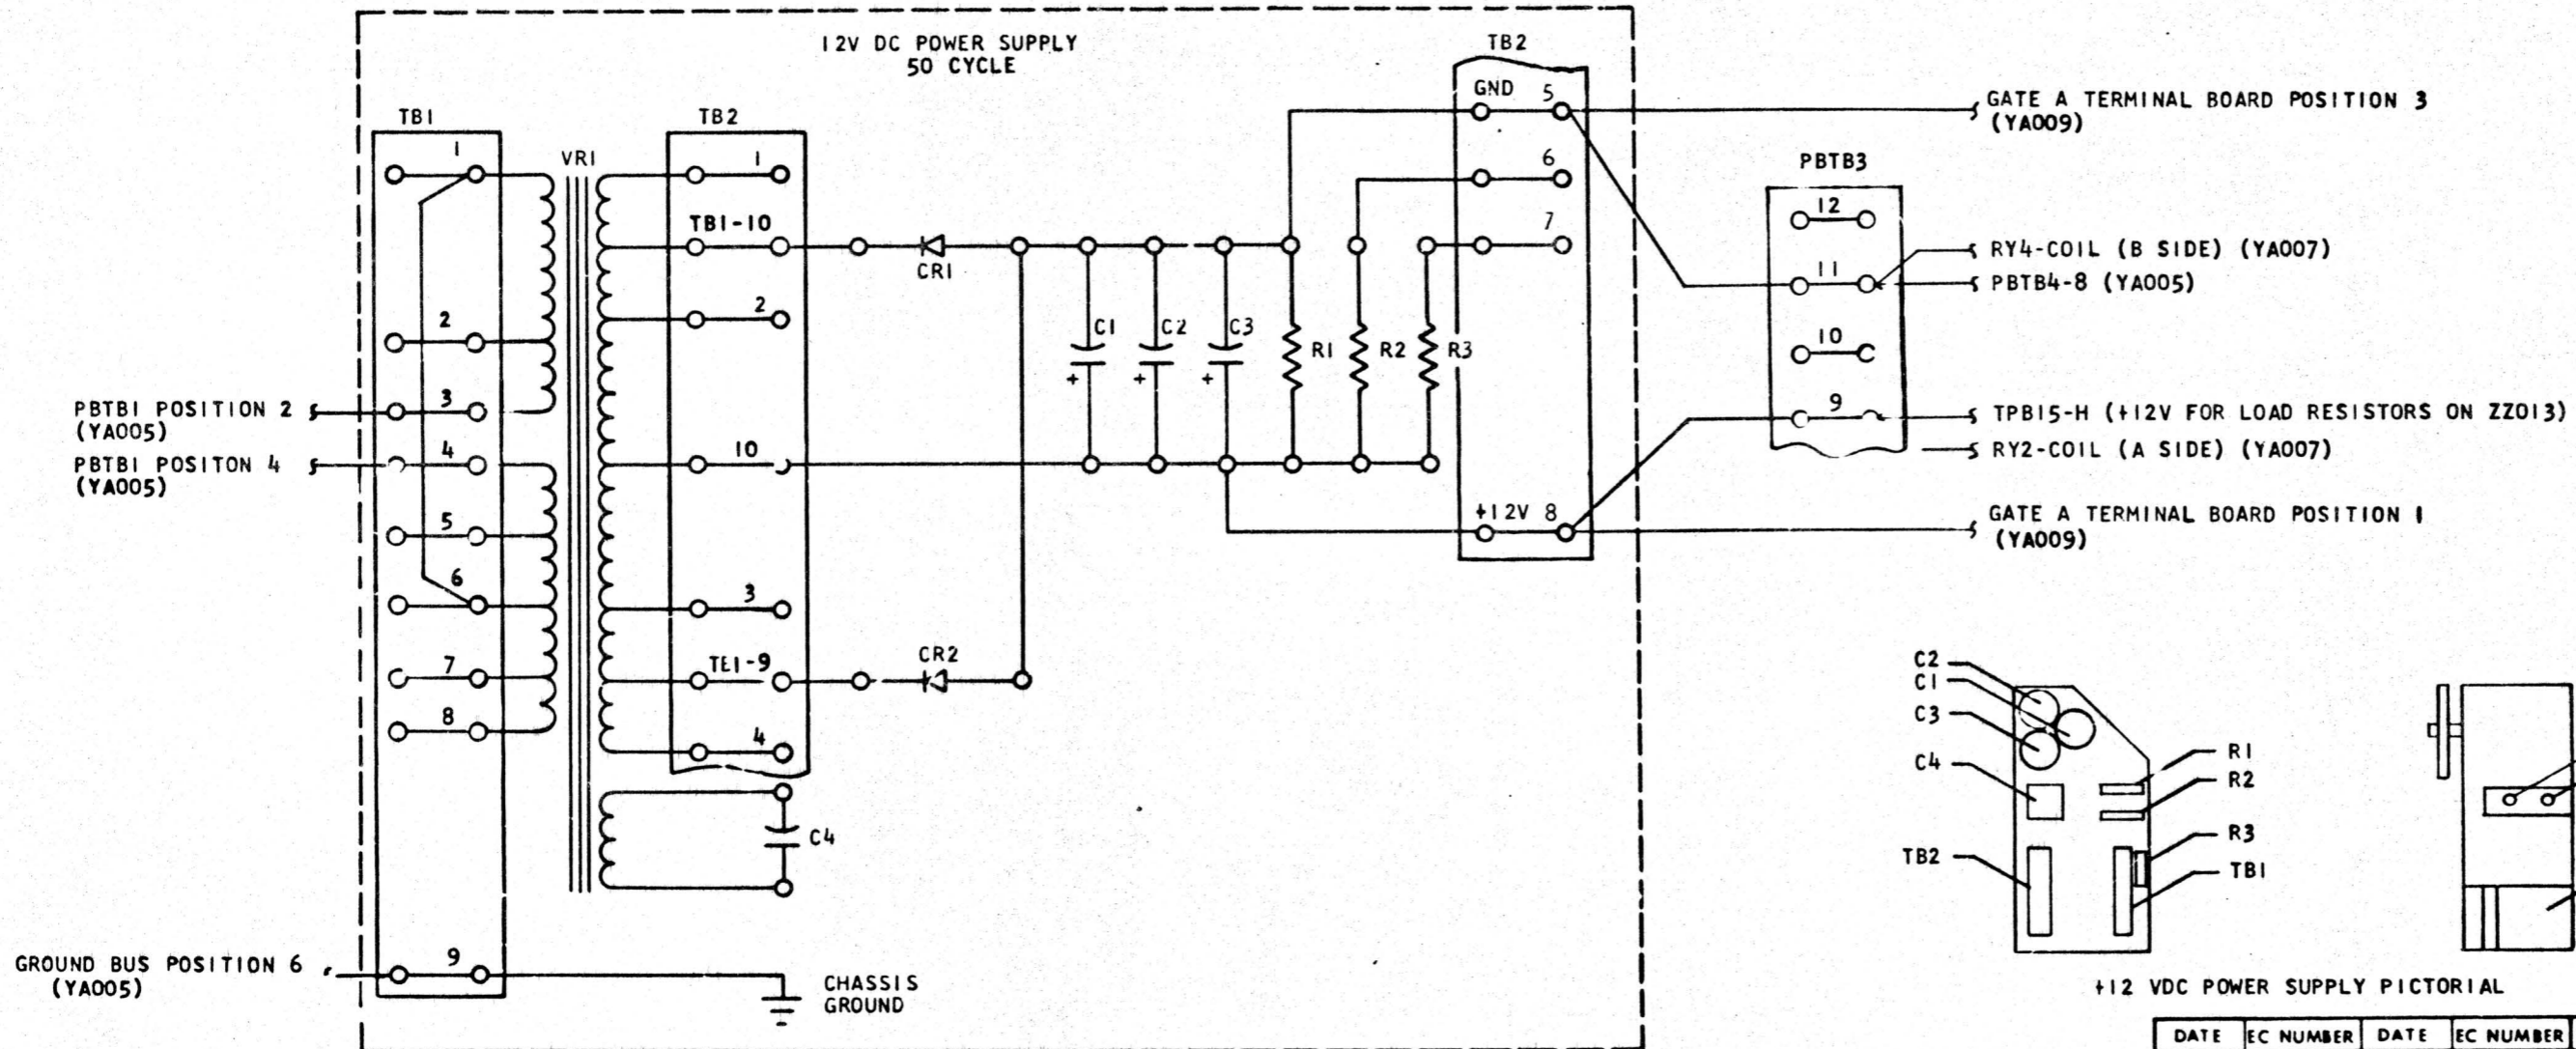 12V DC POWER SUPPLY
50 CYCLE
TB1
1
2
3
4
5
6
7
8
9
VR1
TB2
1
TB1-10
2
10
3
TE1-9
4
C4
CR1
CR2
C1
C2
C3
+
+
+
R1
R2
R3
TB2
GND 5
6
7
+12V 8
PBTB1 POSITION 2
(YA005)
PBTB1 POSITON 4
(YA005)
GROUND BUS POSITION 6
(YA005)
CHASSIS
GROUND
GATE A TERMINAL BOARD POSITION 3
(YA009)
PBTB3
12
11
10
9
RY4-COIL (B SIDE) (YA007)
PBTB4-8 (YA005)
TPB15-H (+12V FOR LOAD RESISTORS ON ZZ013)
RY2-COIL (A SIDE) (YA007)
GATE A TERMINAL BOARD POSITION 1
(YA009)
C2
C1
C3
C4
TB2
R1
R2
R3
TB1
+12 VDC POWER SUPPLY PICTORIAL
DATE EC NUMBER DATE EC NUMBER